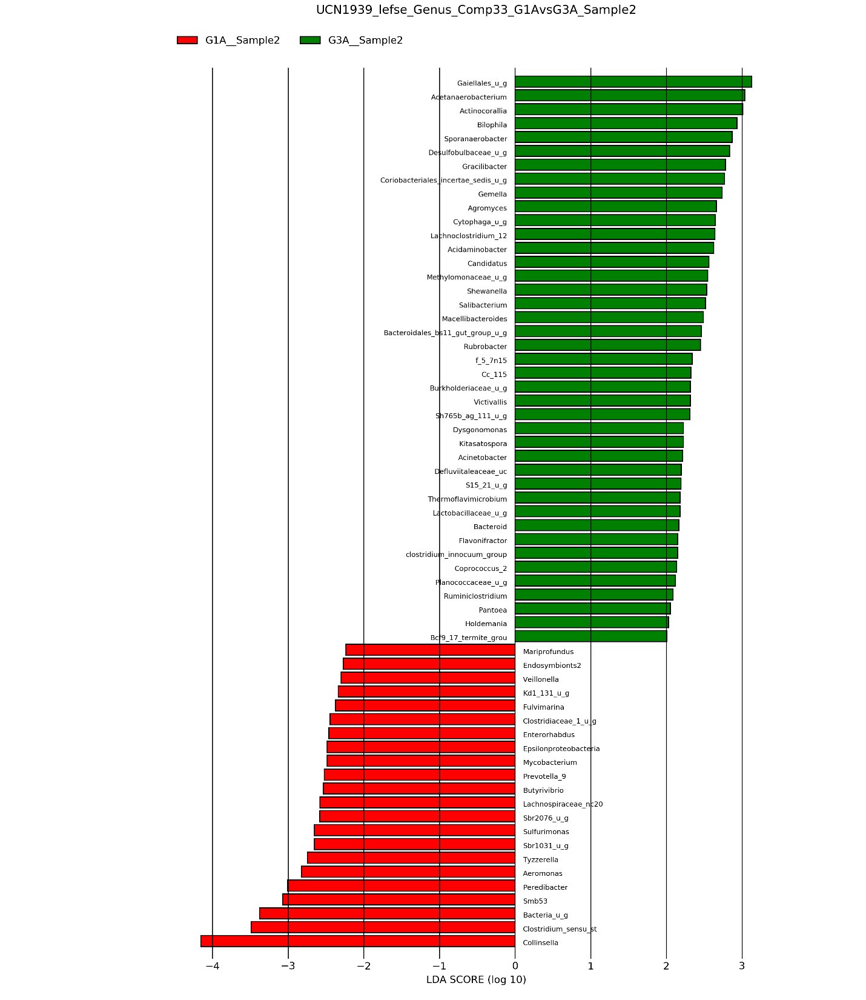 UCN1939_lefse_Genus_Comp33_G1AvsG3A_Sample2
G1A__Sample2 G3A__Sample2
Gaiellales_u_g
Acetanaerobacterium
Actinocorallia
Bilophila
Sporanaerobacter
Desulfobulbaceae_u_g
Gracilibacter
Coriobacteriales_incertae_sedis_u_g
Gemella
Agromyces
Cytophaga_u_g
Lachnoclostridium_12
Acidaminobacter
Candidatus
Methylomonaceae_u_g
Shewanella
Salibacterium
Macellibacteroides
Bacteroidales_bs11_gut_group_u_g
Rubrobacter
f_5_7n15
Cc_115
Burkholderiaceae_u_g
Victivallis
Sh765b_ag_111_u_g
Dysgonomonas
Kitasatospora
Acinetobacter
Defluviitaleaceae_uc
S15_21_u_g
Thermoflavimicrobium
Lactobacillaceae_u_g
Bacteroid
Flavonifractor
clostridium_innocuum_group
Coprococcus_2
Planococcaceae_u_g
Ruminiclostridium
Pantoea
Holdemania
Bcf9_17_termite_grou
Mariprofundus
Endosymbionts2
Veillonella
Kd1_131_u_g
Fulvimarina
Clostridiaceae_1_u_g
Enterorhabdus
Epsilonproteobacteria
Mycobacterium
Prevotella_9
Butyrivibrio
Lachnospiraceae_nc20
Sbr2076_u_g
Sulfurimonas
Sbr1031_u_g
Tyzzerella
Aeromonas
Peredibacter
Smb53
Bacteria_u_g
Clostridium_sensu_st
Collinsella
−4 −3 −2 −1 0 1 2 3
LDA SCORE (log 10)